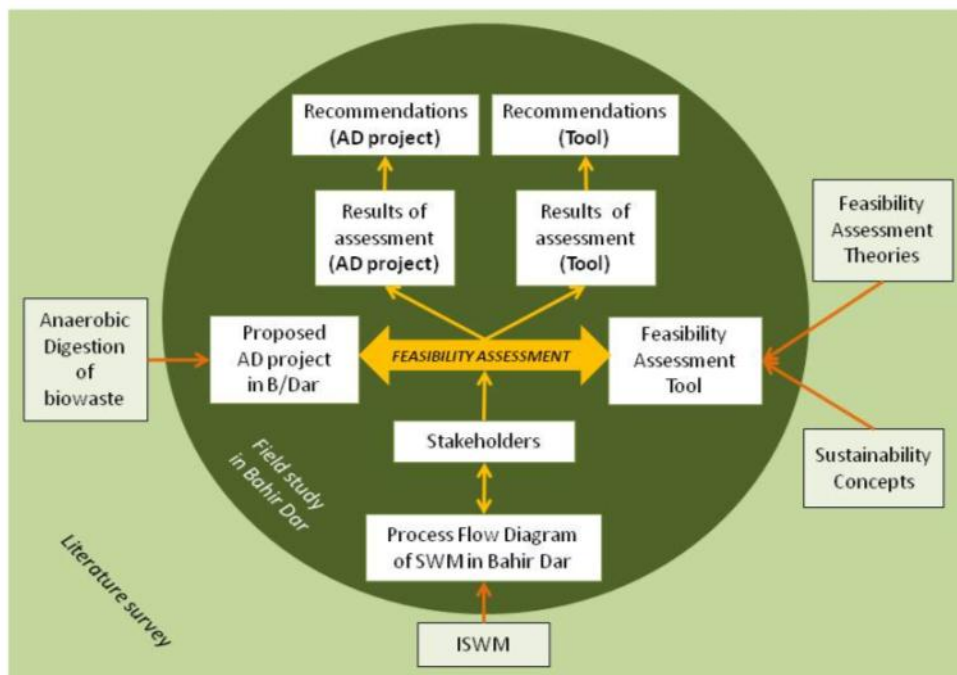 Recommendations
(AD project)
Recommendations
(Tool)
Results of
assessment
(AD project)
Results of
assessment
(Tool)
Feasibility
Assessment
Theories
Anaerobic
Digestion
of
biowaste
Proposed
AD project
in B/Dar
FEASIBILITY ASSESSMENT
Feasibility
Assessment
Tool
Stakeholders
Sustainability
Concepts
Field study
in Bahir Dar
Process Flow Diagram
of SWM in Bahir Dar
Literature survey
ISWM